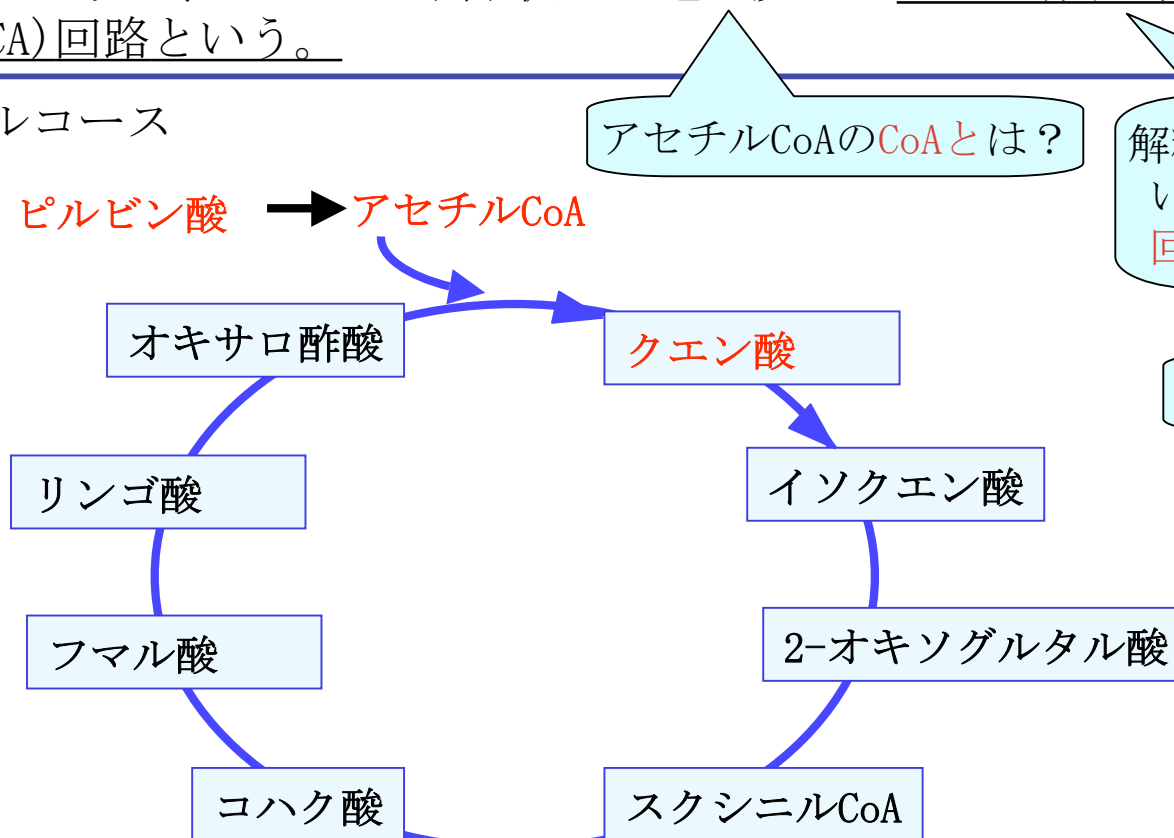 CA)回路という。
ルコース
アセチルCoAのCoAとは？
解
い
回
ピルビン酸
アセチルCoA
オキサロ酢酸
クエン酸
リンゴ酸
イソクエン酸
フマル酸
2-オキソグルタル酸
コハク酸
スクシニルCoA